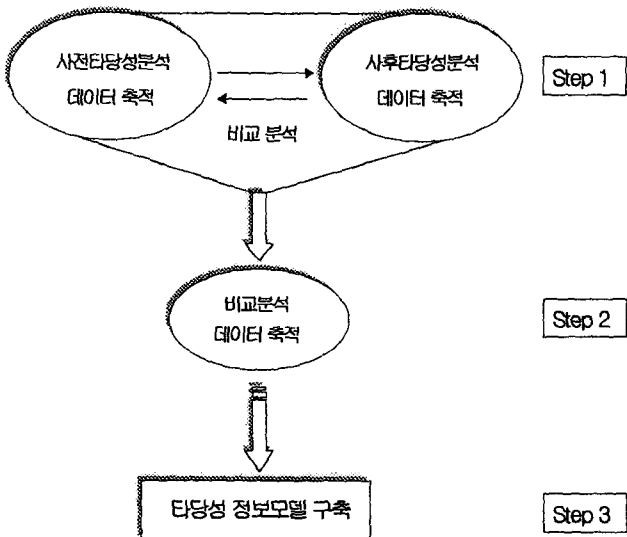 사전타당성분석
데이터 축적
사후타당성분석
데이터 축적
비교 분석
Step 1
비교분석
데이터 축적
Step 2
타당성 정보모델 구축
Step 3